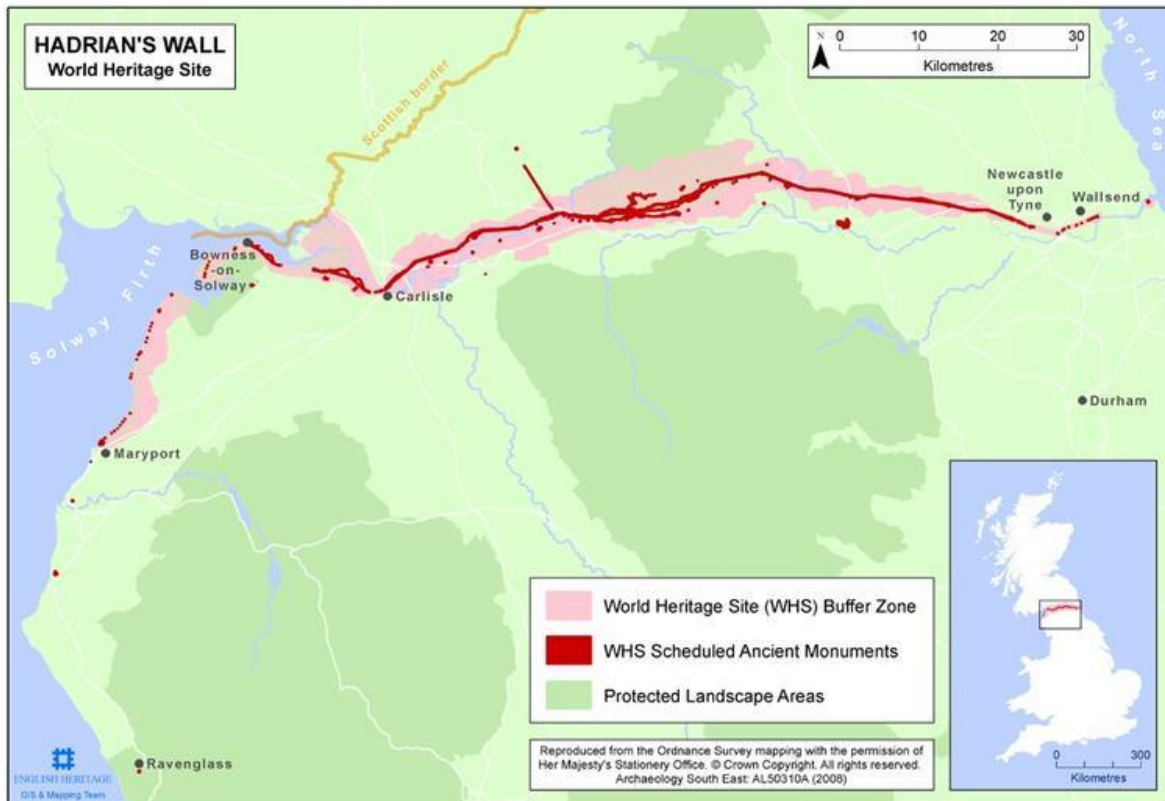 HADRIAN'S WALL
World Heritage Site
N
0 10 20 30
Kilometres
North Sea
Scottish border
Newcastle
upon
Tyne
Wallsend
Bowness
-on-
Solway
Solway Firth
Carlisle
Durham
Maryport
World Heritage Site (WHS) Buffer Zone
WHS Scheduled Ancient Monuments
Protected Landscape Areas
Reproduced from the Ordnance Survey mapping with the permission of
Her Majesty's Stationery Office. © Crown Copyright. All rights reserved.
Archaeology South East: AL50310A (2008)
0 300
Kilometres
Ravenglass
ENGLISH HERITAGE
GIS & Mapping Team